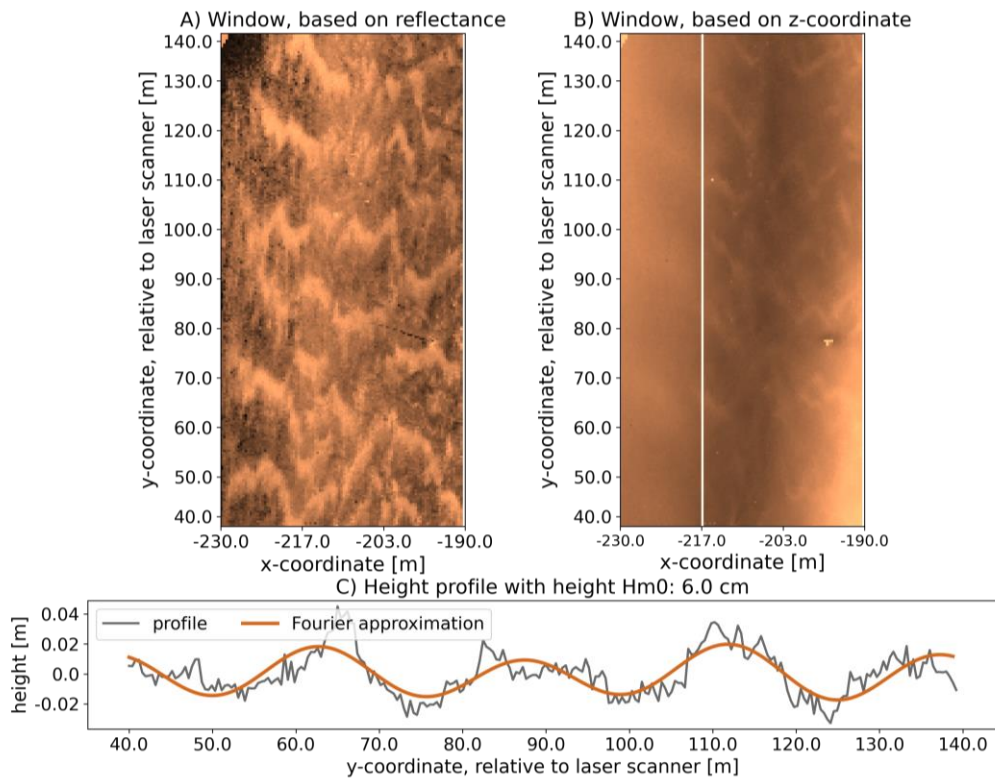 A) Window, based on reflectance
B) Window, based on z-coordinate
y-coordinate, relative to laser scanner [m]
140.0
130.0
120.0
110.0
100.0
90.0
80.0
70.0
60.0
50.0
40.0
-230.0 -217.0 -203.0 -190.0
x-coordinate [m]
y-coordinate, relative to laser scanner [m]
140.0
130.0
120.0
110.0
100.0
90.0
80.0
70.0
60.0
50.0
40.0
-230.0 -217.0 -203.0 -190.0
x-coordinate [m]
C) Height profile with height Hm0: 6.0 cm
height [m]
0.04
0.02
0.0
-0.02
profile Fourier approximation
40.0 50.0 60.0 70.0 80.0 90.0 100.0 110.0 120.0 130.0 140.0
y-coordinate, relative to laser scanner [m]